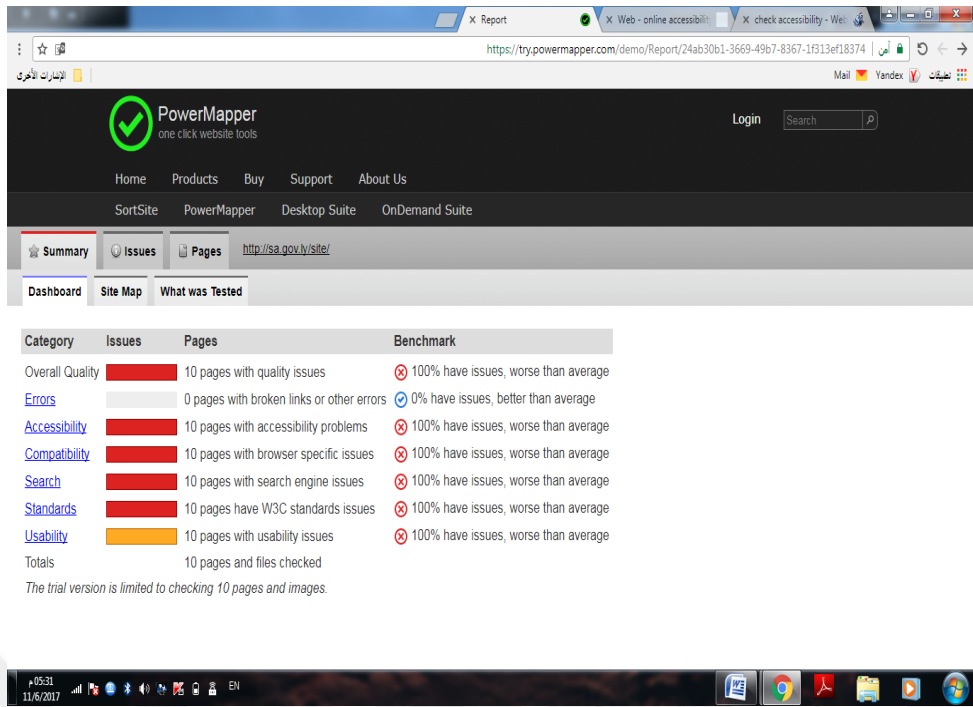 Report
Web - online accessibilit
check accessibility - Web
https://try.powermapper.com/demo/Report/24ab30b1-3669-49b7-8367-1f313ef18374
آمن
الإشارات الأخرى
Mail
Yandex
تطبيقات
PowerMapper
one click website tools
Login
Search
Home Products Buy Support About Us
SortSite PowerMapper Desktop Suite OnDemand Suite
Summary Issues Pages http://sa.gov.ly/site/
Dashboard Site Map What was Tested
Category Issues Pages Benchmark
Overall Quality 10 pages with quality issues 100% have issues, worse than average
Errors 0 pages with broken links or other errors 0% have issues, better than average
Accessibility 10 pages with accessibility problems 100% have issues, worse than average
Compatibility 10 pages with browser specific issues 100% have issues, worse than average
Search 10 pages with search engine issues 100% have issues, worse than average
Standards 10 pages have W3C standards issues 100% have issues, worse than average
Usability 10 pages with usability issues 100% have issues, worse than average
Totals 10 pages and files checked
The trial version is limited to checking 10 pages and images.
05:31 م
11/6/2017
EN